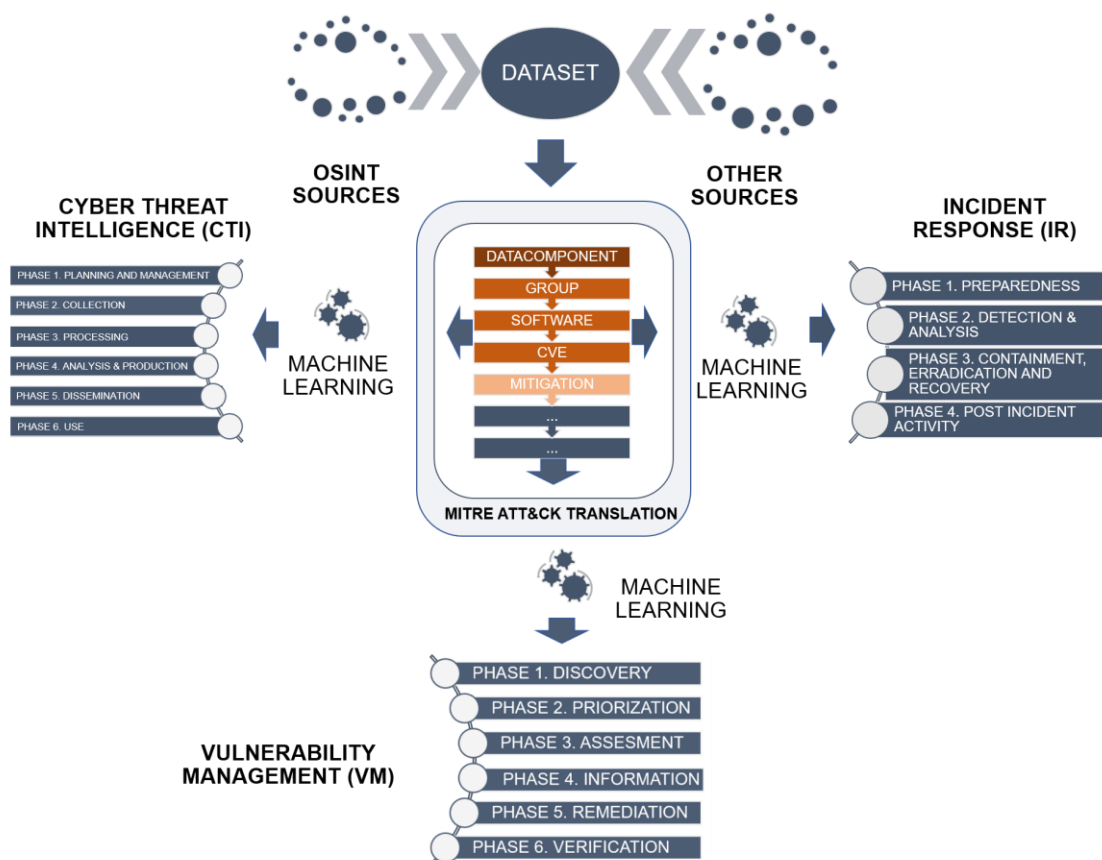 DATASET
OSINT
SOURCES
OTHER
SOURCES
CYBER THREAT
INTELLIGENCE (CTI)
PHASE 1. PLANNING AND MANAGEMENT
PHASE 2. COLLECTION
PHASE 3. PROCESSING
PHASE 4. ANALYSIS & PRODUCTION
PHASE 5. DISSEMINATION
PHASE 6. USE
MACHINE
LEARNING
DATACOMPONENT
GROUP
SOFTWARE
CVE
MITIGATION
...
...
MITRE ATT&CK TRANSLATION
MACHINE
LEARNING
INCIDENT
RESPONSE (IR)
PHASE 1. PREPAREDNESS
PHASE 2. DETECTION &
ANALYSIS
PHASE 3. CONTAINMENT,
ERRADICATION AND
RECOVERY
PHASE 4. POST INCIDENT
ACTIVITY
MACHINE
LEARNING
VULNERABILITY
MANAGEMENT (VM)
PHASE 1. DISCOVERY
PHASE 2. PRIORIZATION
PHASE 3. ASSESMENT
PHASE 4. INFORMATION
PHASE 5. REMEDIATION
PHASE 6. VERIFICATION